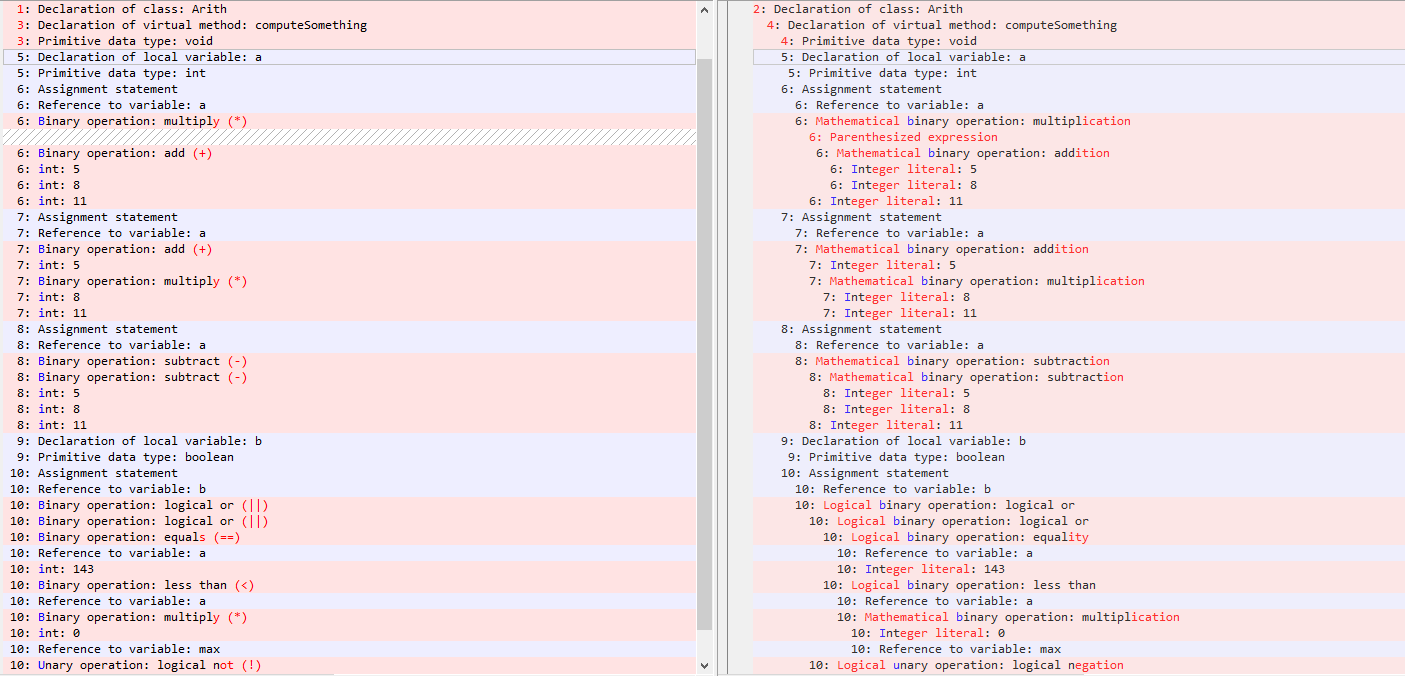 1: Declaration of class: Arith
3: Declaration of virtual method: computeSomething
3: Primitive data type: void
5: Declaration of local variable: a
5: Primitive data type: int
6: Assignment statement
6: Reference to variable: a
6: Binary operation: multiply (*)
6: Binary operation: add (+)
6: int: 5
6: int: 8
6: int: 11
7: Assignment statement
7: Reference to variable: a
7: Binary operation: add (+)
7: int: 5
7: Binary operation: multiply (*)
7: int: 8
7: int: 11
8: Assignment statement
8: Reference to variable: a
8: Binary operation: subtract (-)
8: Binary operation: subtract (-)
8: int: 5
8: int: 8
8: int: 11
9: Declaration of local variable: b
9: Primitive data type: boolean
10: Assignment statement
10: Reference to variable: b
10: Binary operation: logical or (||)
10: Binary operation: logical or (||)
10: Binary operation: equals (==)
10: Reference to variable: a
10: int: 143
10: Binary operation: less than (<)
10: Reference to variable: a
10: Binary operation: multiply (*)
10: int: 0
10: Reference to variable: max
10: Unary operation: logical not (!)
2: Declaration of class: Arith
4: Declaration of virtual method: computeSomething
4: Primitive data type: void
5: Declaration of local variable: a
5: Primitive data type: int
6: Assignment statement
6: Reference to variable: a
6: Mathematical binary operation: multiplication
6: Parenthesized expression
6: Mathematical binary operation: addition
6: Integer literal: 5
6: Integer literal: 8
6: Integer literal: 11
7: Assignment statement
7: Reference to variable: a
7: Mathematical binary operation: addition
7: Integer literal: 5
7: Mathematical binary operation: multiplication
7: Integer literal: 8
7: Integer literal: 11
8: Assignment statement
8: Reference to variable: a
8: Mathematical binary operation: subtraction
8: Mathematical binary operation: subtraction
8: Integer literal: 5
8: Integer literal: 8
8: Integer literal: 11
9: Declaration of local variable: b
9: Primitive data type: boolean
10: Assignment statement
10: Reference to variable: b
10: Logical binary operation: logical or
10: Logical binary operation: logical or
10: Logical binary operation: equality
10: Reference to variable: a
10: Integer literal: 143
10: Logical binary operation: less than
10: Reference to variable: a
10: Mathematical binary operation: multiplication
10: Integer literal: 0
10: Reference to variable: max
10: Logical unary operation: logical negation